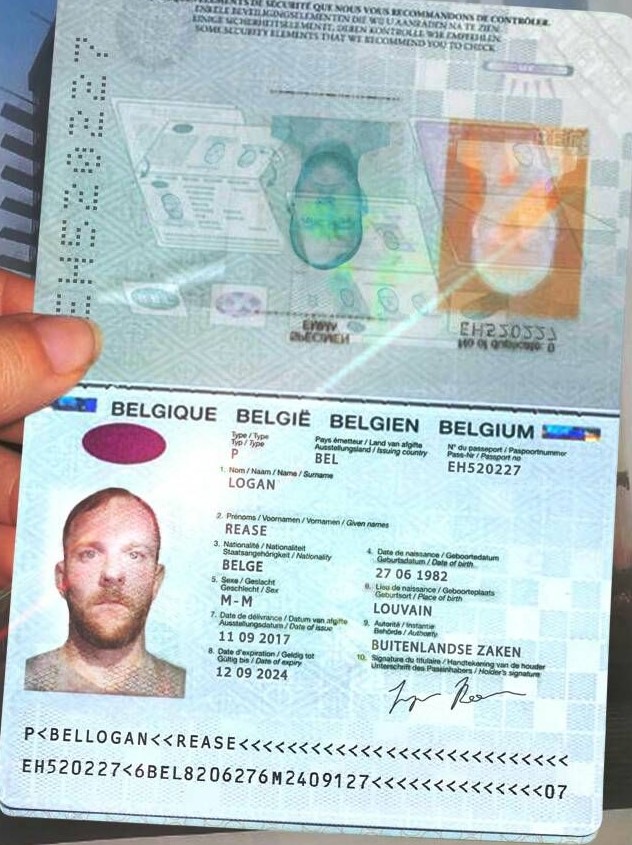 ÉLÉMENTS DE SÉCURITÉ QUE NOUS VOUS RECOMMANDONS DE CONTRÔLER.
ENKELE BEVEILIGINGSELEMENTEN DIE WIJ U AANRADEN NA TE ZIEN.
EINIGE SICHERHEITSELEMENTE, DEREN KONTROLLE WIR EMPFEHLEN.
SOME SECURITY ELEMENTS THAT WE RECOMMEND YOU TO CHECK.
EH520227
SPECIMEN
EMMA
EH520227
No of duplicate: 0
BELGIQUE BELGIË BELGIEN BELGIUM
Type / Type
Typ / Type
P
Pays émetteur / Land van afgifte
Ausstellungsland / Issuing country
BEL
N° du passeport / Paspoortnummer
Pass-Nr / Passport no
EH520227
1. Nom / Naam / Name / Surname
LOGAN
2. Prénoms / Voornamen / Vornamen / Given names
REASE
3. Nationalité / Nationaliteit
Staatsangehörigkeit / Nationality
BELGE
4. Date de naissance / Geboortedatum
Geburtsdatum / Date of birth
27 06 1982
5. Sexe / Geslacht
Geschlecht / Sex
M-M
6. Lieu de naissance / Geboorteplaats
Geburtsort / Place of birth
LOUVAIN
7. Date de délivrance / Datum van afgifte
Ausstellungsdatum / Date of issue
11 09 2017
9. Autorité / Instantie
Behörde / Authority
BUITENLANDSE ZAKEN
8. Date d'expiration / Geldig tot
Gültig bis / Date of expiry
12 09 2024
10. Signature du titulaire / Handtekening van de houder
Unterschrift des Passinhabers / Holder's signature
P<BELLOGAN<<REASE<<<<<<<<<<<<<<<<<<<<<<<<<<<
EH520227<6BEL8206276M2409127<<<<<<<<<<<<<<07